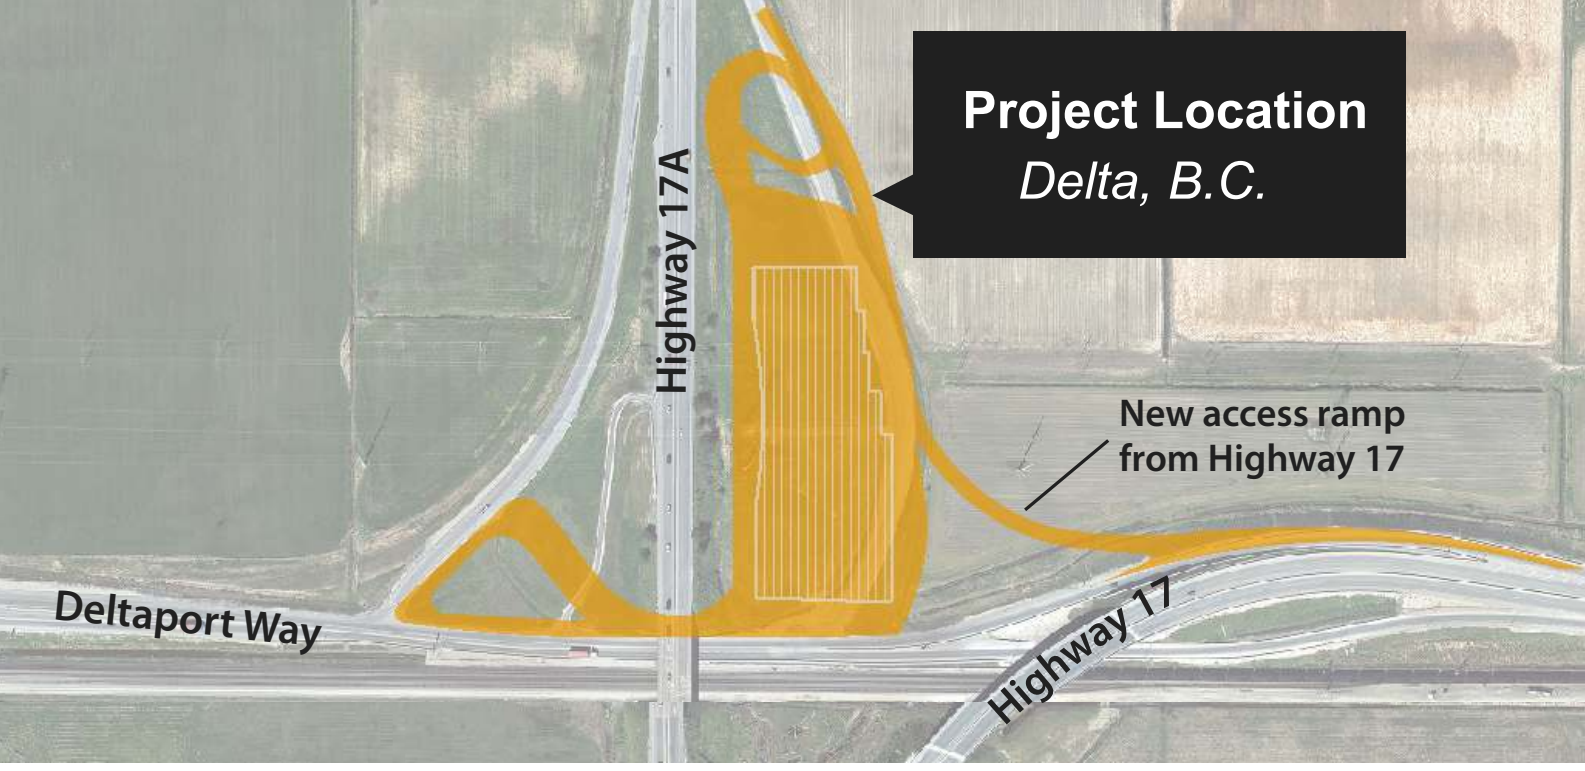 Project Location
Delta, B.C.
Highway 17A
New access ramp
from Highway 17
Deltaport Way
Highway 17